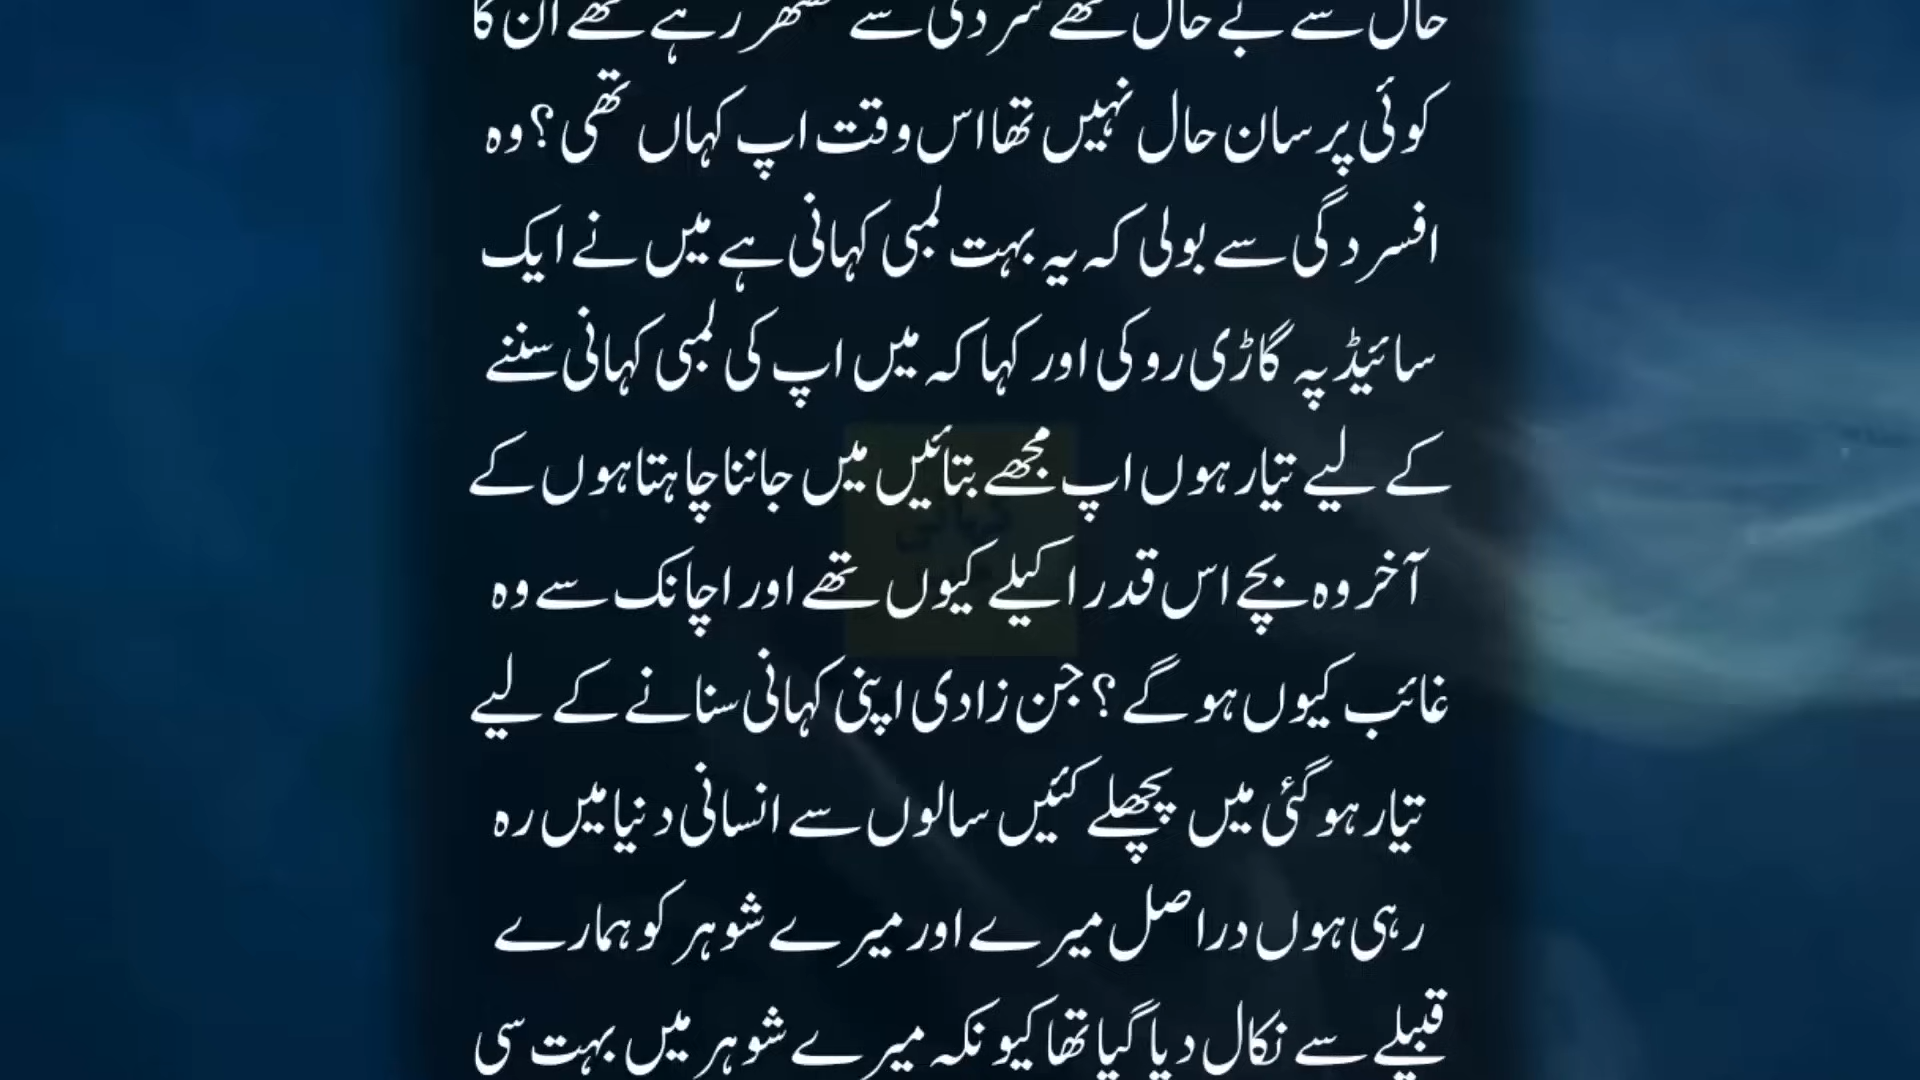 حال سے بے حال تھے سردی سے ٹھٹھر رہے تھے ان کا
کوئی پرسان حال نہیں تھا اس وقت اپ کہاں تھی؟ وہ
افسردگی سے بولی کہ یہ بہت لمبی کہانی ہے میں نے ایک
سائیڈ پہ گاڑی روکی اور کہا کہ میں اپ کی لمبی کہانی سننے
کے لیے تیار ہوں اپ مجھے بتائیں میں جاننا چاہتا ہوں کے
آخر وہ بچے اس قدر اکیلے کیوں تھے اور اچانک سے وہ
غائب کیوں ہو گے؟ جن زادی اپنی کہانی سنانے کے لیے
تیار ہو گئی میں پچھلے کئیں سالوں سے انسانی دنیا میں رہ
رہی ہوں دراصل میرے اور میرے شوہر کو ہمارے
قبیلے سے نکال دیا گیا تھا کیونکہ میرے شوہر میں بہت سی